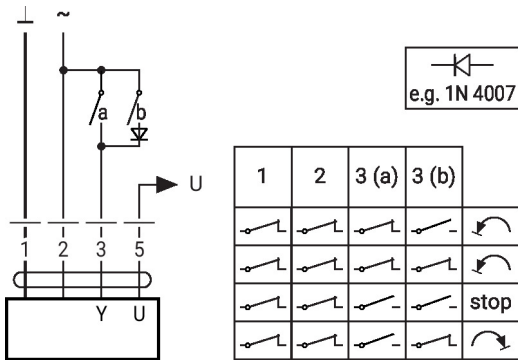 ⊥ ~
a b
e.g. 1N 4007
U
1 2 3 5
Y U
1 2 3 (a) 3 (b)
stop